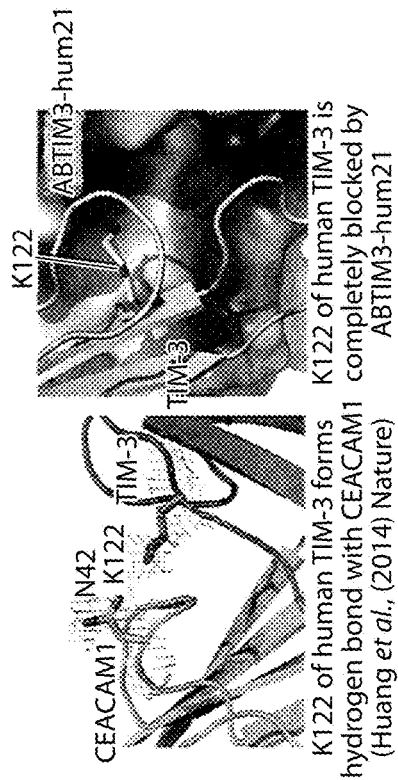 CEACAM1
N42
K122
TIM-3
K122 of human TIM-3 forms
hydrogen bond with CEACAM1
(Huang et al., (2014) Nature)
K122
ABTIM3-hum21
TIM-3
K122 of human TIM-3 is
completely blocked by
ABTIM3-hum21